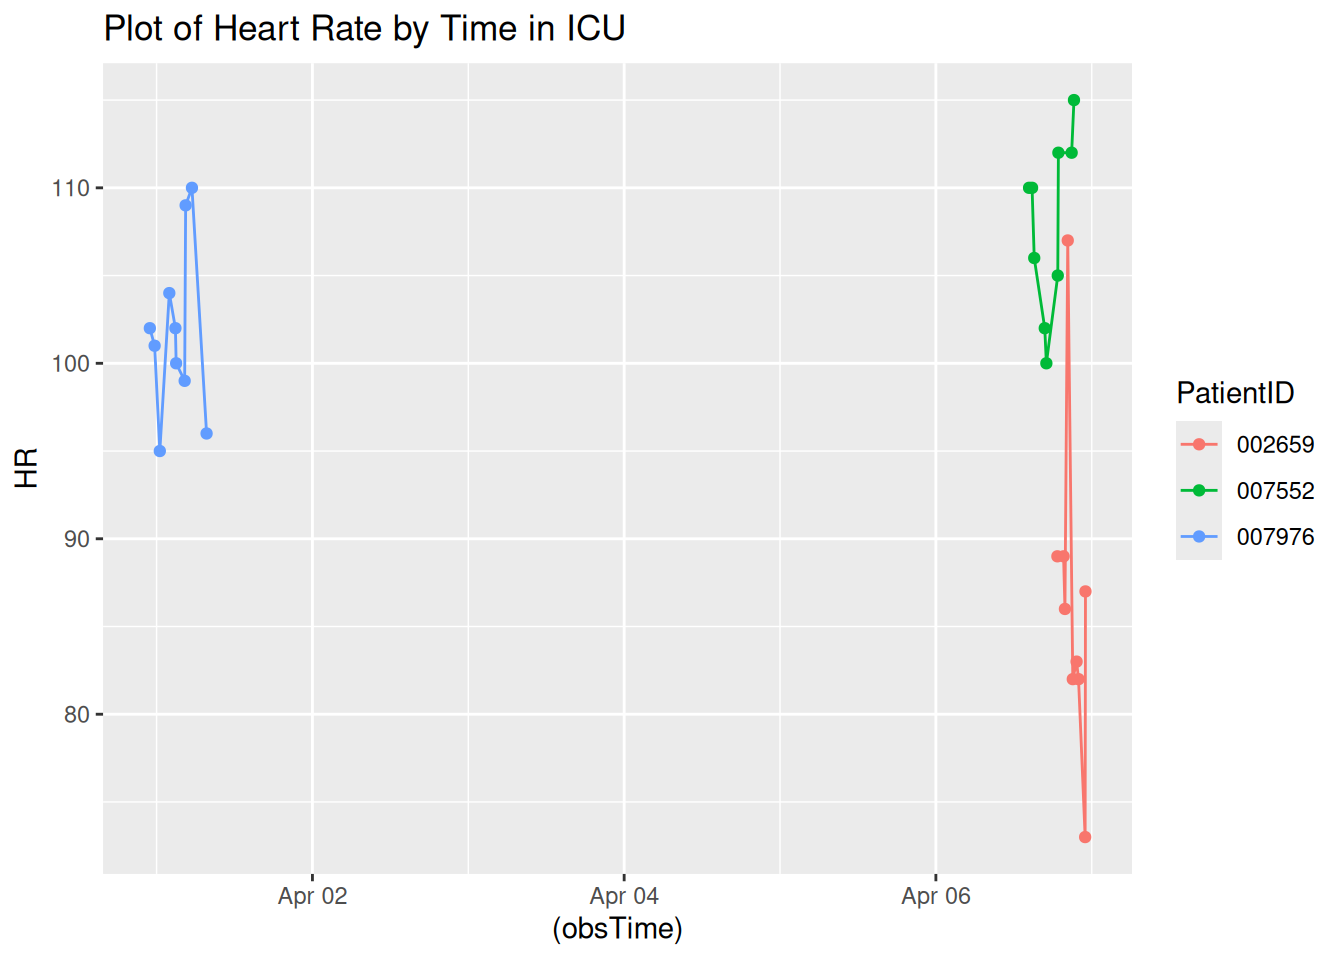 Plot of Heart Rate by Time in ICU
HR
110
100
90
80
Apr 02
Apr 04
Apr 06
(obsTime)
PatientID
002659
007552
007976